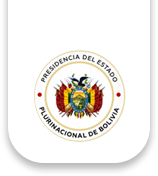 PRESIDENCIA DEL ESTADO
PLURINACIONAL DE BOLIVIA